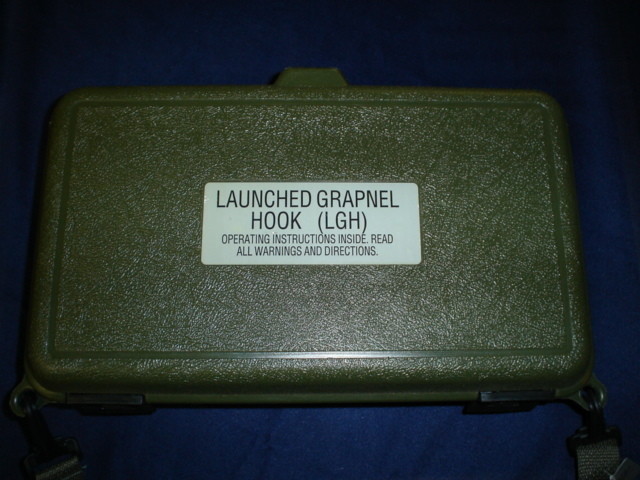 LAUNCHED GRAPNEL
HOOK (LGH)
OPERATING INSTRUCTIONS INSIDE. READ
ALL WARNINGS AND DIRECTIONS.